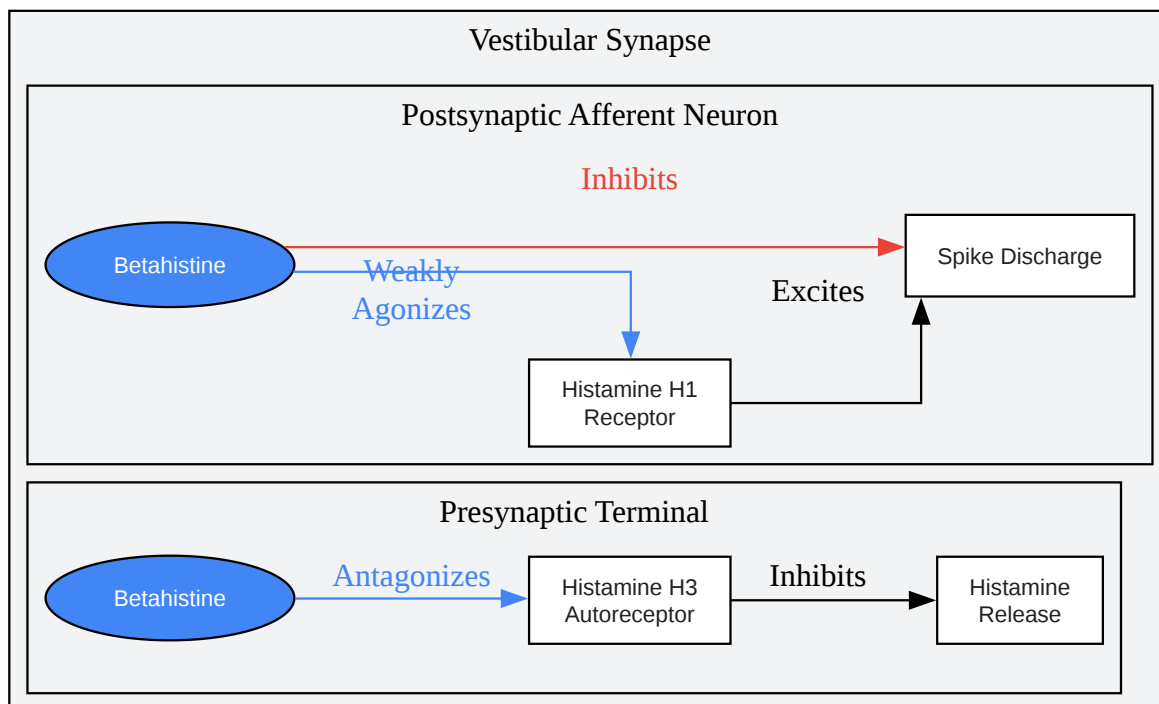 Vestibular Synapse
Postsynaptic Afferent Neuron
Inhibits
Betahistine
Spike Discharge
Weakly
Agonizes
Excites
Histamine H1
Receptor
Presynaptic Terminal
Betahistine
Antagonizes
Histamine H3
Autoreceptor
Inhibits
Histamine
Release